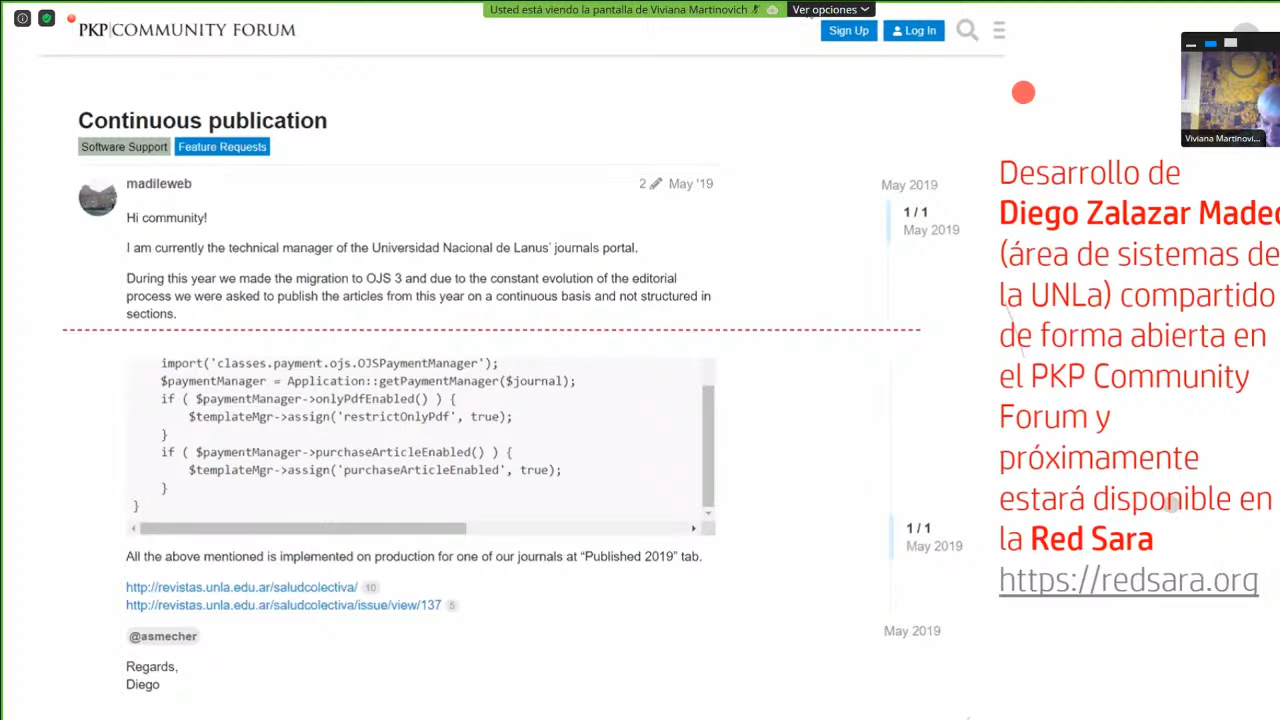 Usted está viendo la pantalla de Viviana Martinovich
Ver opciones
PKP|COMMUNITY FORUM
Sign Up
Log In
Continuous publication
Software Support
Feature Requests
madileweb
2
May '19
Hi community!
I am currently the technical manager of the Universidad Nacional de Lanus' journals portal.
During this year we made the migration to OJS 3 and due to the constant evolution of the editorial
process we were asked to publish the articles from this year on a continuous basis and not structured in
sections.
import('classes.payment.ojs.OJSPaymentManager');
$paymentManager = Application::getPaymentManager($journal);
if ( $paymentManager->onlyPdfEnabled() ) {
$templateMgr->assign('restrictOnlyPdf', true);
}
if ( $paymentManager->purchaseArticleEnabled() ) {
$templateMgr->assign('purchaseArticleEnabled', true);
}
}
All the above mentioned is implemented on production for one of our journals at “Published 2019” tab.
http://revistas.unla.edu.ar/saludcolectiva/ 10
http://revistas.unla.edu.ar/saludcolectiva/issue/view/137 5
@asmecher
Regards,
Diego
May 2019
1 / 1
May 2019
1 / 1
May 2019
May 2019
Viviana Martinovi...
Desarrollo de
Diego Zalazar Madeo
(área de sistemas de
la UNLa) compartido
de forma abierta en
el PKP Community
Forum y
próximamente
estará disponible en
la Red Sara
https://redsara.org